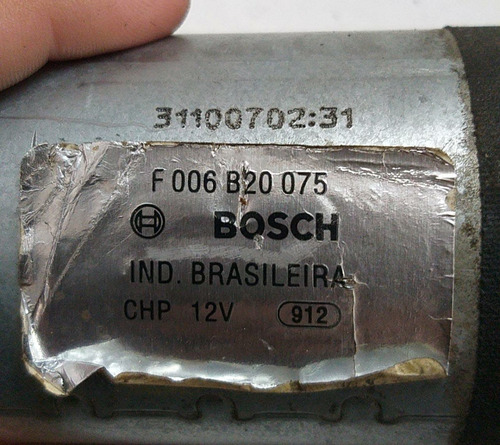 31100702:31
F 006 B20 075
BOSCH
IND. BRASILEIRA
CHP 12V 912